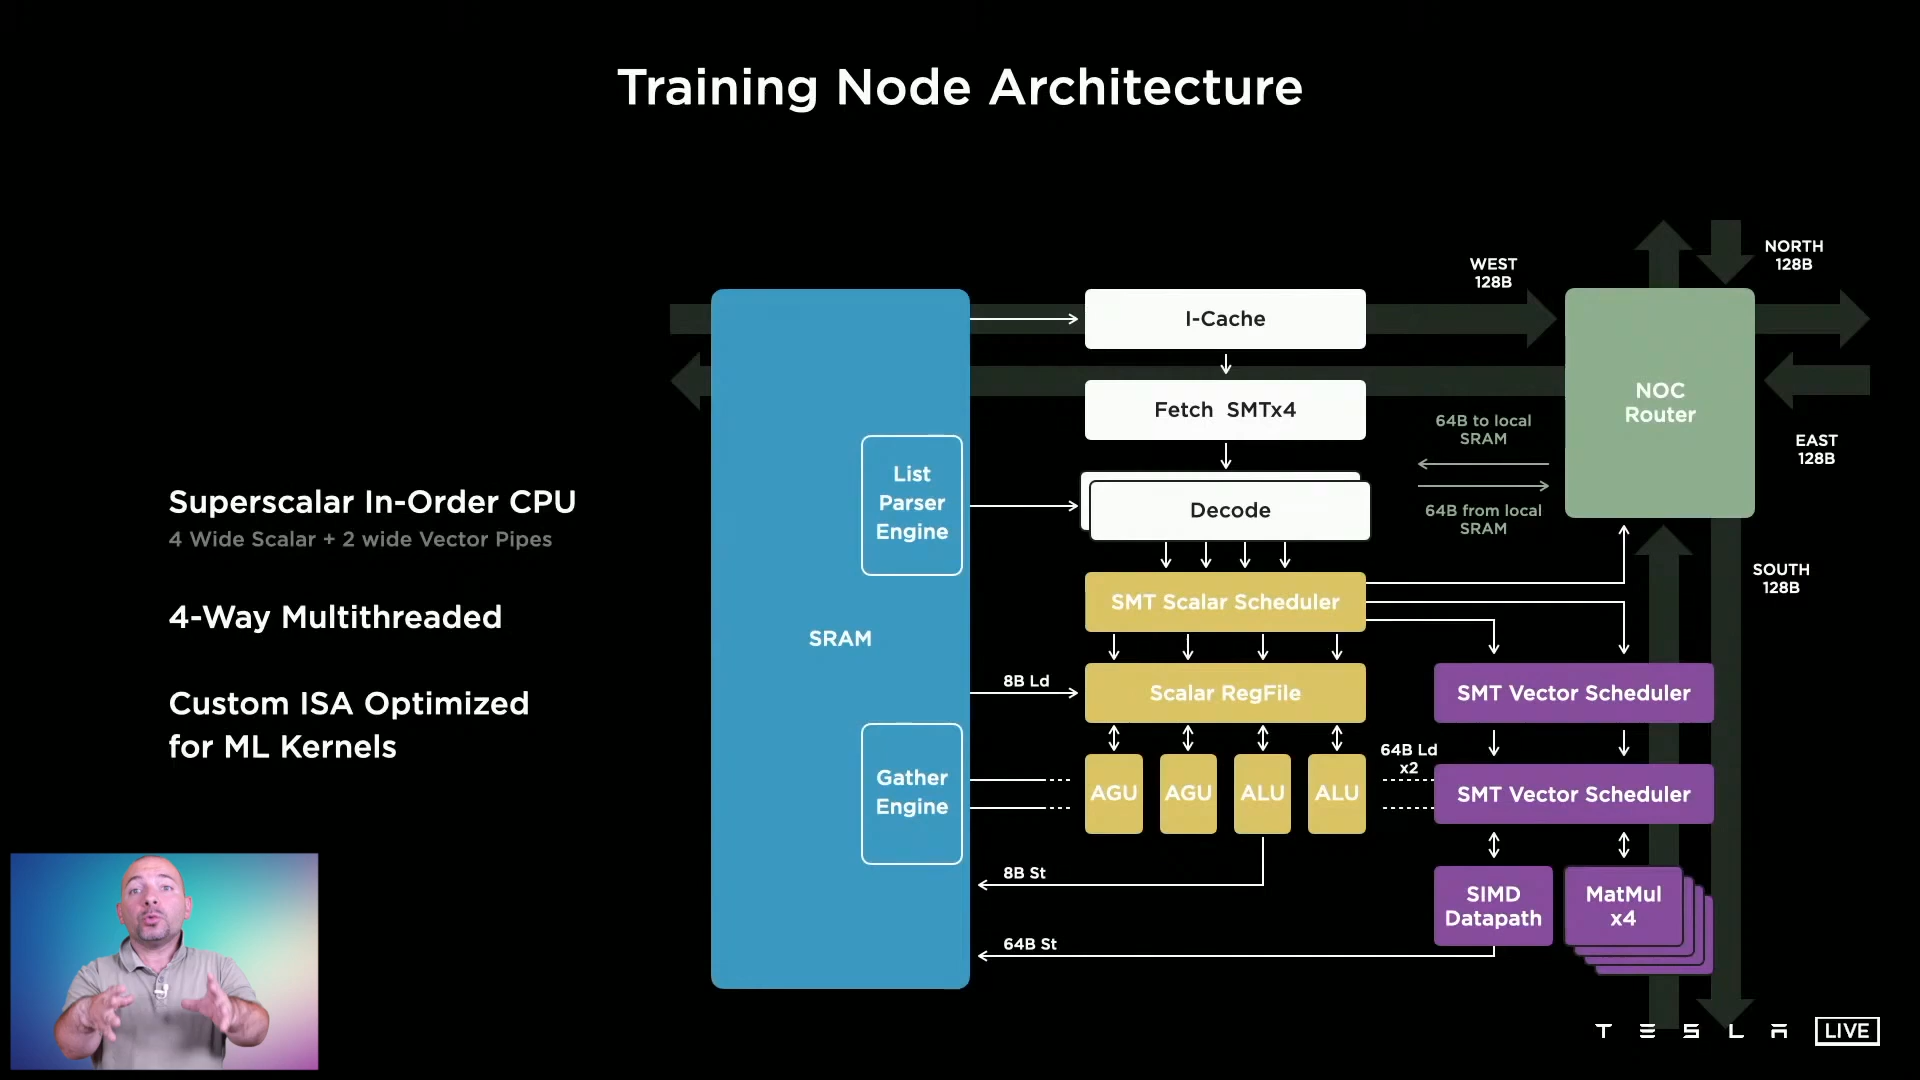 Training Node Architecture
Superscalar In-Order CPU
4 Wide Scalar + 2 wide Vector Pipes
4-Way Multithreaded
Custom ISA Optimized
for ML Kernels
SRAM
List
Parser
Engine
Gather
Engine
I-Cache
Fetch SMTx4
Decode
SMT Scalar Scheduler
8B Ld
Scalar RegFile
AGU
AGU
ALU
ALU
8B St
64B St
64B Ld
x2
WEST
128B
NORTH
128B
NOC
Router
64B to local
SRAM
64B from local
SRAM
EAST
128B
SOUTH
128B
SMT Vector Scheduler
SMT Vector Scheduler
SIMD
Datapath
MatMul
x4
TESLA LIVE